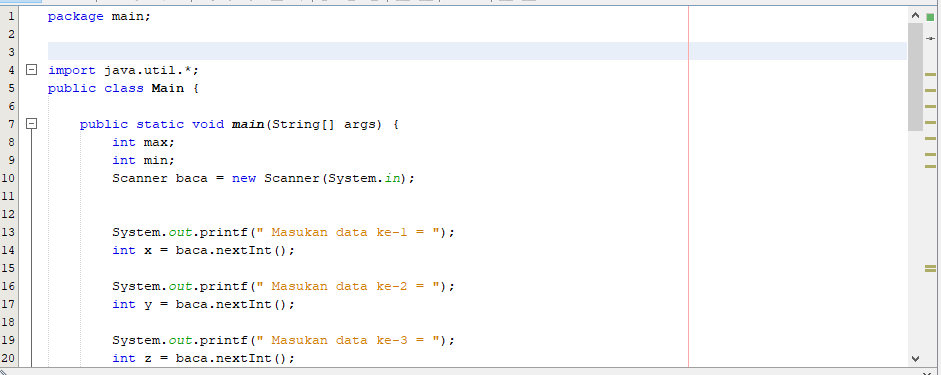 1 package main;
2
3
4 import java.util.*;
5 public class Main {
6
7 public static void main(String[] args) {
8 int max;
9 int min;
10 Scanner baca = new Scanner(System.in);
11
12
13 System.out.printf(" Masukan data ke-1 = ");
14 int x = baca.nextInt();
15
16 System.out.printf(" Masukan data ke-2 = ");
17 int y = baca.nextInt();
18
19 System.out.printf(" Masukan data ke-3 = ");
20 int z = baca.nextInt();